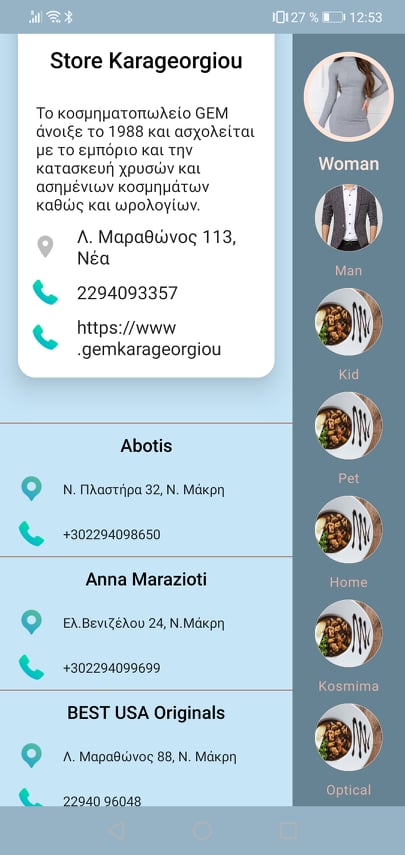 27 % 12:53
Store Karageorgiou
Το κοσμηματοπωλείο GEM
άνοιξε το 1988 και ασχολείται
με το εμπόριο και την
κατασκευή χρυσών και
ασημένιων κοσμημάτων
καθώς και ωρολογίων.
Λ. Μαραθώνος 113,
Νέα
2294093357
https://www
.gemkarageorgiou
Abotis
Ν. Πλαστήρα 32, Ν. Μάκρη
+302294098650
Anna Marazioti
Ελ.Βενιζέλου 24, Ν.Μάκρη
+302294099699
BEST USA Originals
Λ. Μαραθώνος 88, Ν. Μάκρη
22940 96048
Woman
Man
Kid
Pet
Home
Kosmima
Optical